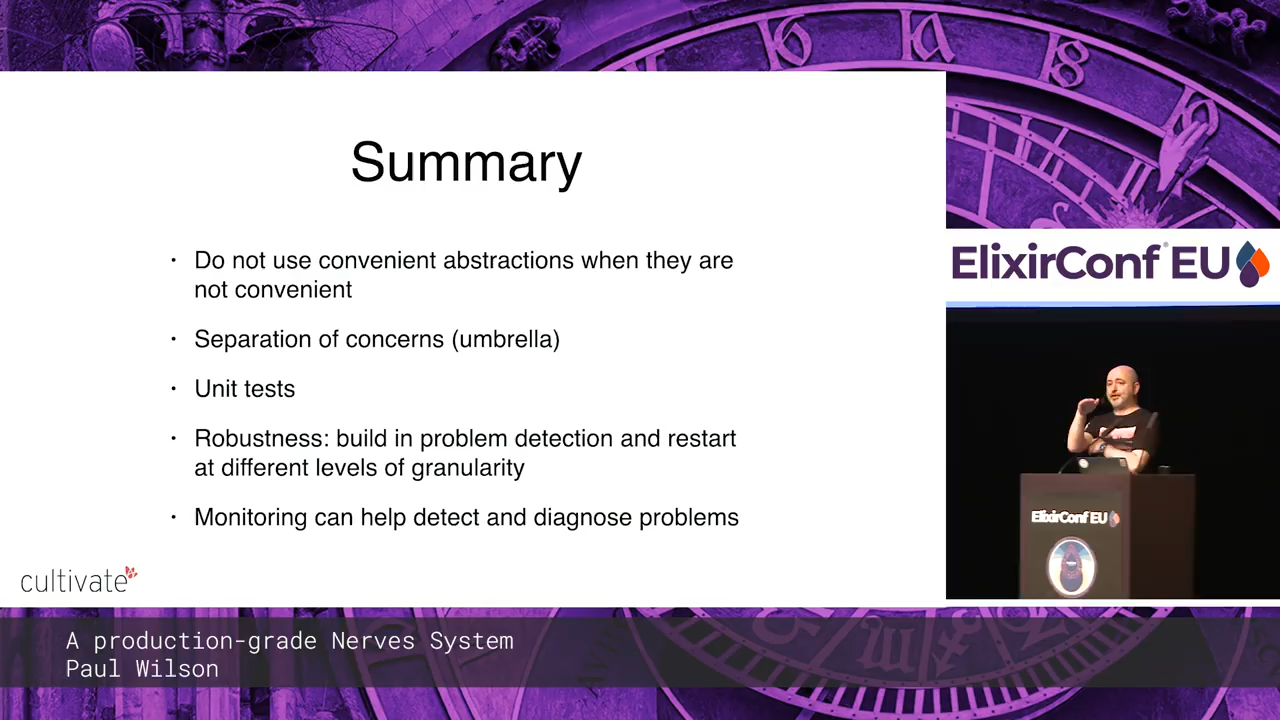 Summary
• Do not use convenient abstractions when they are
not convenient
• Separation of concerns (umbrella)
• Unit tests
• Robustness: build in problem detection and restart
at different levels of granularity
• Monitoring can help detect and diagnose problems
cultivate
ElixirConf® EU
ElixirConf EU
A production-grade Nerves System
Paul Wilson